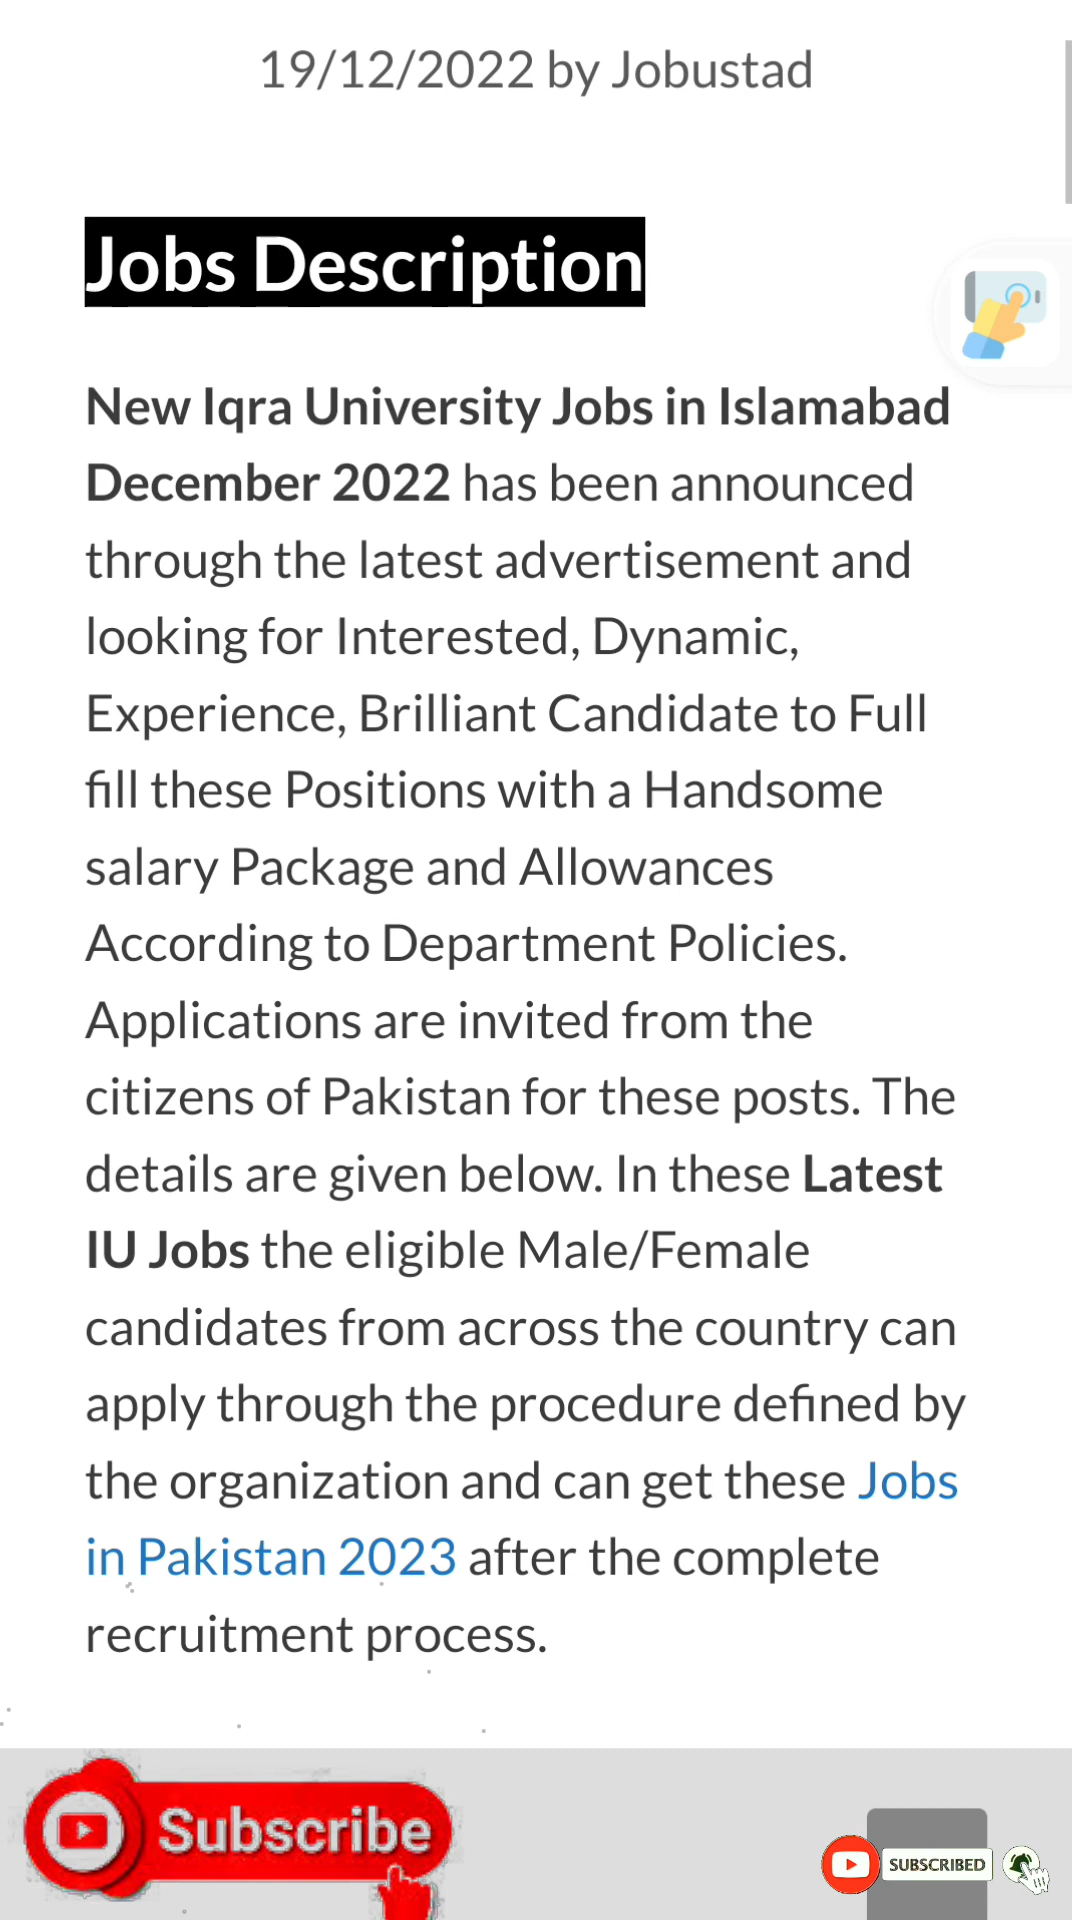 19/12/2022 by Jobustad
Jobs Description
New Iqra University Jobs in Islamabad
December 2022 has been announced
through the latest advertisement and
looking for Interested, Dynamic,
Experience, Brilliant Candidate to Full
fill these Positions with a Handsome
salary Package and Allowances
According to Department Policies.
Applications are invited from the
citizens of Pakistan for these posts. The
details are given below. In these Latest
IU Jobs the eligible Male/Female
candidates from across the country can
apply through the procedure defined by
the organization and can get these Jobs
in Pakistan 2023 after the complete
recruitment process.
Subscribe
SUBSCRIBED